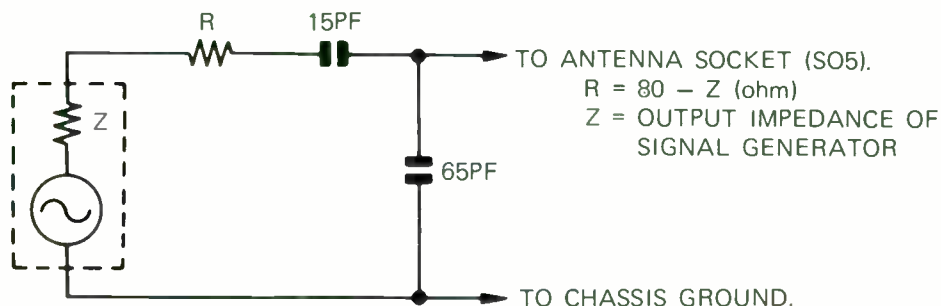 R
15PF
TO ANTENNA SOCKET (SO5).
R = 80 – Z (ohm)
Z = OUTPUT IMPEDANCE OF
SIGNAL GENERATOR
Z
65PF
TO CHASSIS GROUND.